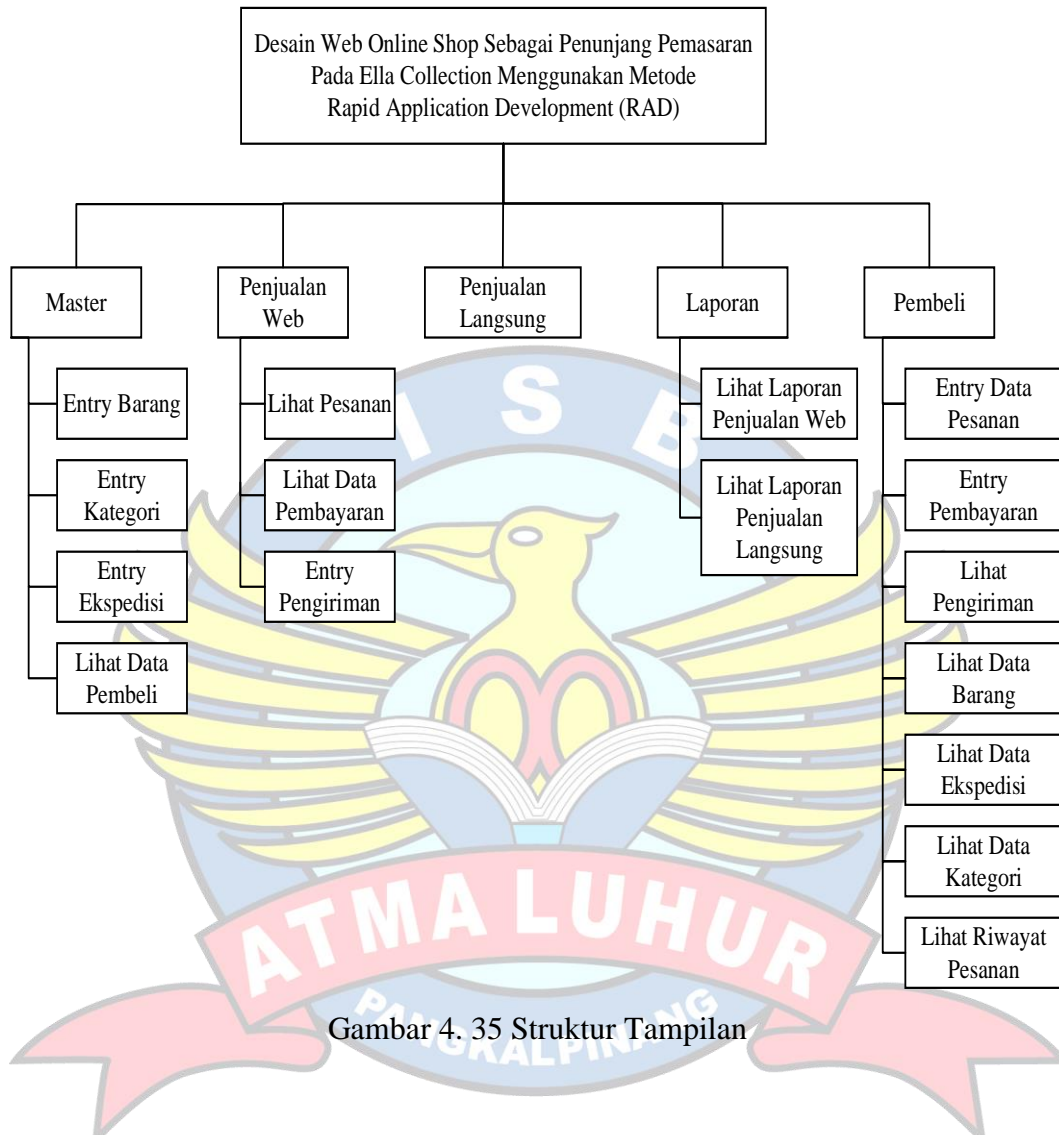 Desain Web Online Shop Sebagai Penunjang Pemasaran
Pada Ella Collection Menggunakan Metode
Rapid Application Development (RAD)
Master
Penjualan
Web
Penjualan
Langsung
Laporan
Pembeli
Entry Barang
Entry
Kategori
Entry
Ekspedisi
Lihat Data
Pembeli
Lihat Pesanan
Lihat Data
Pembayaran
Entry
Pengiriman
Lihat Laporan
Penjualan Web
Lihat Laporan
Penjualan
Langsung
Entry Data
Pesanan
Entry
Pembayaran
Lihat
Pengiriman
Lihat Data
Barang
Lihat Data
Ekspedisi
Lihat Data
Kategori
Lihat Riwayat
Pesanan
I S B
ATMA LUHUR
PANGKALPINANG
Gambar 4. 35 Struktur Tampilan